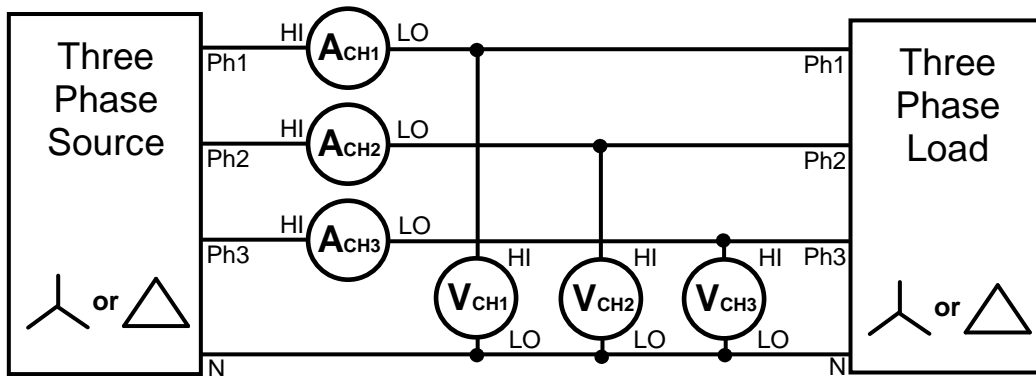 Three
Phase
Source
or
Ph1
Ph2
Ph3
N
HI ACH1 LO
HI ACH2 LO
HI ACH3 LO
HI
VCH1
LO
HI
VCH2
LO
HI
VCH3
LO
Ph1
Ph2
Ph3
N
Three
Phase
Load
or